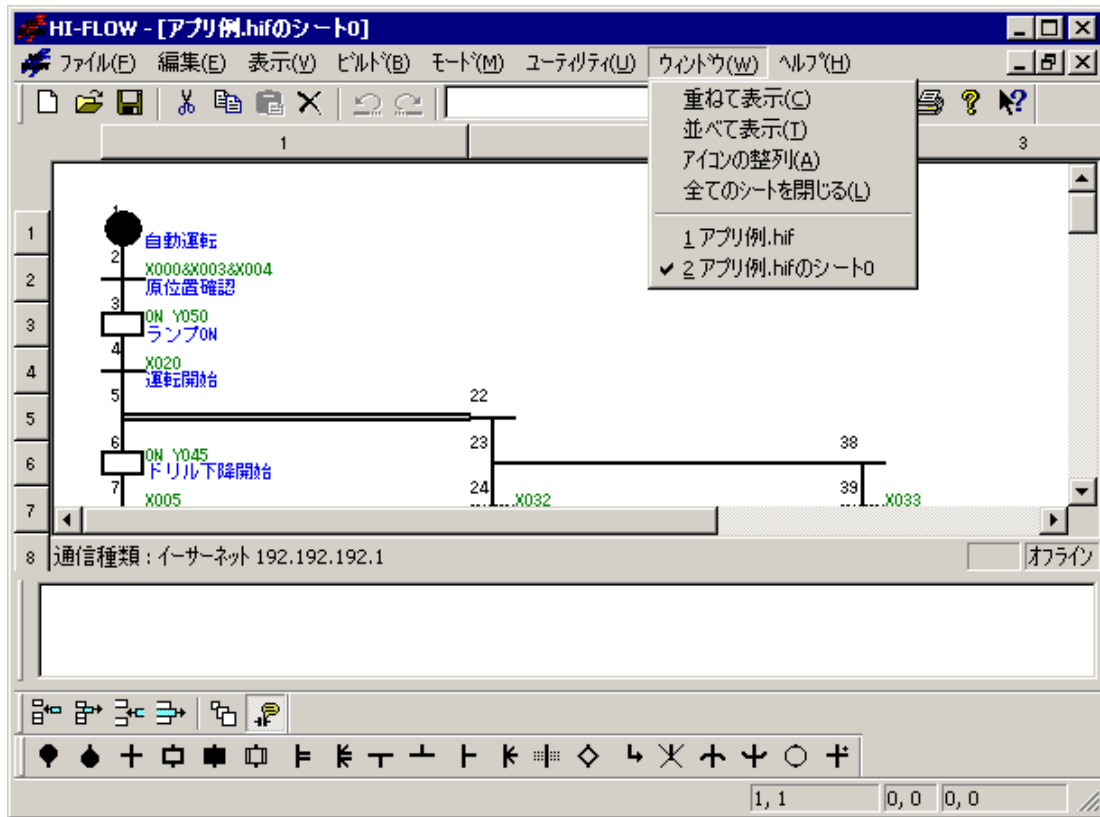 HI-FLOW - [アプリ例.hifのシート0]
ファイル(F) 編集(E) 表示(V) ビルド(B) モード(M) ユーティリティ(U) ウィンドウ(W) ヘルプ(H)
重ねて表示(C)
並べて表示(T)
アイコンの整列(A)
全てのシートを閉じる(L)
1 アプリ例.hif
2 アプリ例.hifのシート0
1
3
1
1
自動運転
2
2
X000&X003&X004
原位置確認
3
3
ON Y050
ランプON
4
4
X020
運転開始
5
22
5
6
23
38
6
ON Y045
ドリル下降開始
7
24
39
7
X005
X032
X033
8
通信種類 : イーサーネット 192.192.192.1
オフライン
1, 1
0, 0
0, 0